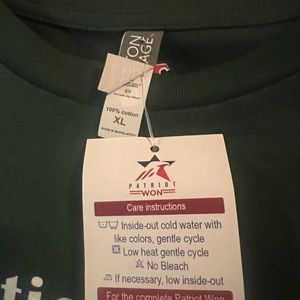 100% cotton
XL
PATRIOT
WON
Care instructions
Inside-out cold water with
like colors, gentle cycle
Low heat gentle cycle
No Bleach
If necessary, low inside-out
For the complete Patriot Won